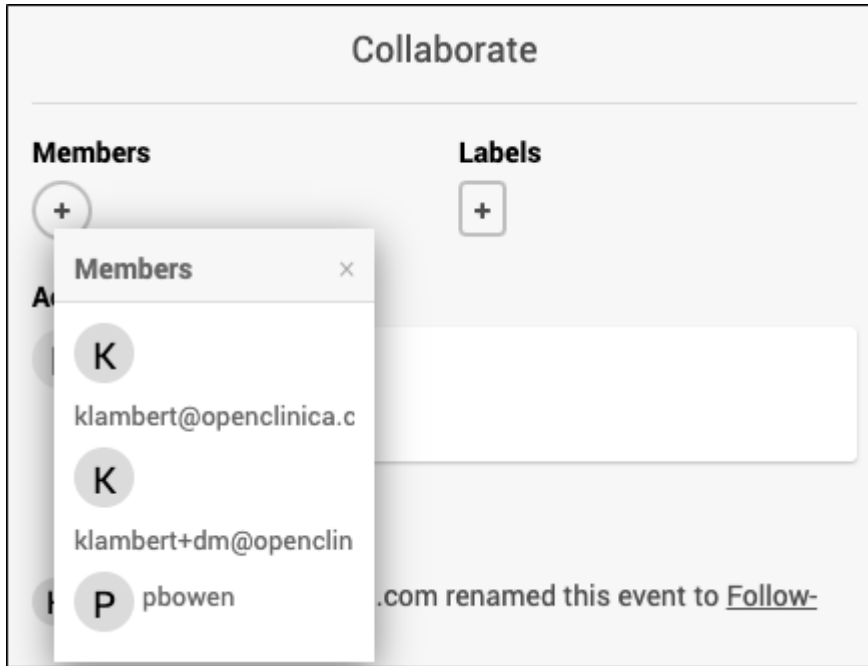 Collaborate
Members Labels
+ +
Members ×
K
klambert@openclinica.c
K
klambert+dm@openclin
P pbowen
.com renamed this event to Follow-